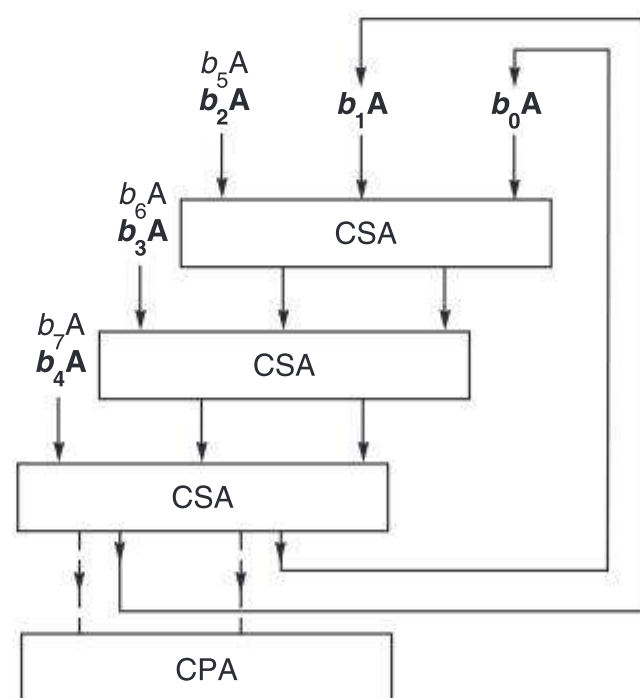 b₅A
b₂A b₁A b₀A
b₆A
b₃A CSA
b₇A
b₄A CSA
CSA
CPA